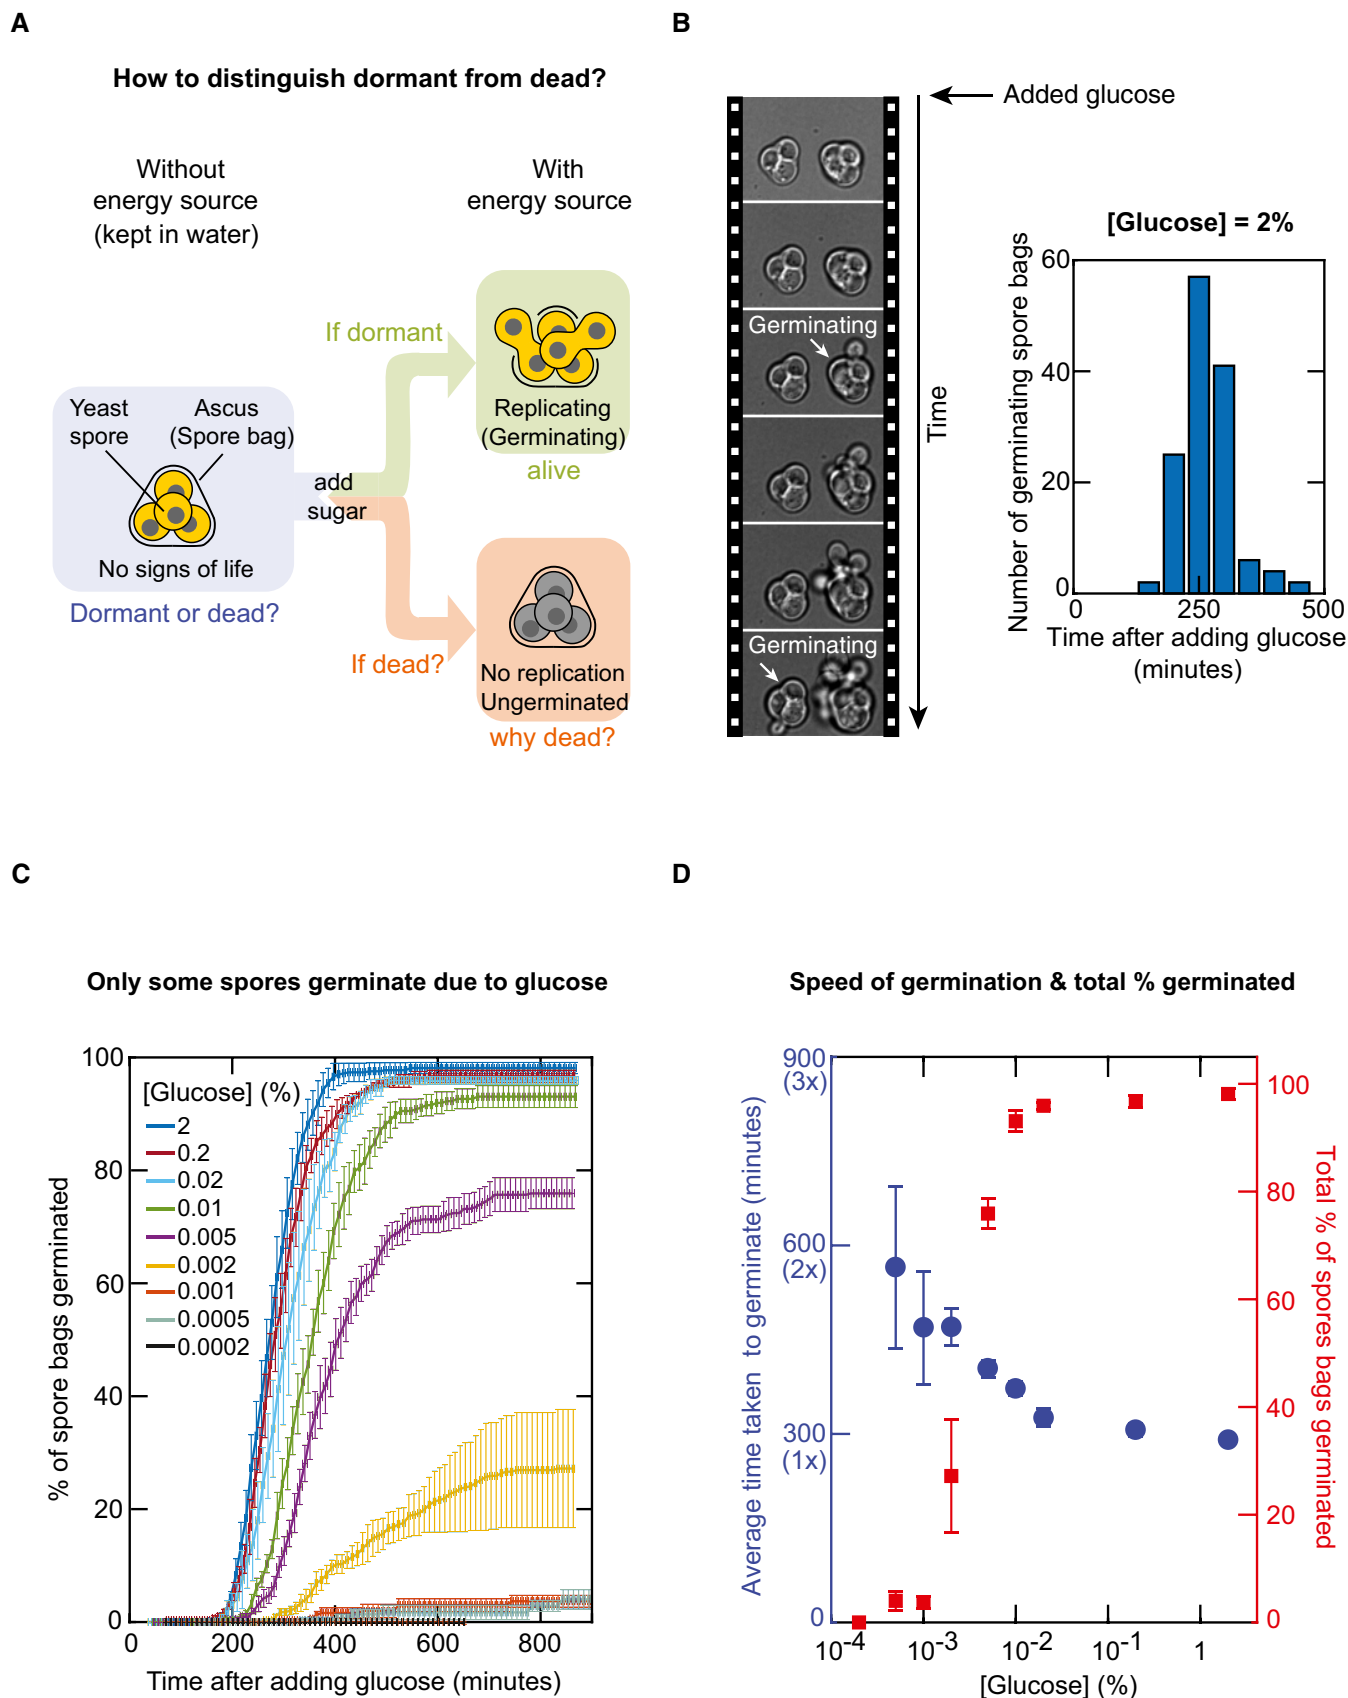 A
How to distinguish dormant from dead?
Without
energy source
(kept in water)
With
energy source
If dormant
Yeast
spore
Ascus
(Spore bag)
No signs of life
Dormant or dead?
add
sugar
Replicating
(Germinating)
alive
If dead?
No replication
Ungerminated
why dead?
B
Added glucose
Germinating
Germinating
Time
[Glucose] = 2%
Number of germinating spore bags
60
40
20
0
0
250
500
Time after adding glucose
(minutes)
C
Only some spores germinate due to glucose
% of spore bags germinated
100
80
60
40
20
0
[Glucose] (%)
2
0.2
0.02
0.01
0.005
0.002
0.001
0.0005
0.0002
0
200
400
600
800
Time after adding glucose (minutes)
D
Speed of germination & total % germinated
Average time taken to germinate (minutes)
900
(3x)
600
(2x)
300
(1x)
0
100
80
60
40
20
0
Total % of spores bags germinated
10-4
10-3
10-2
10-1
1
[Glucose] (%)